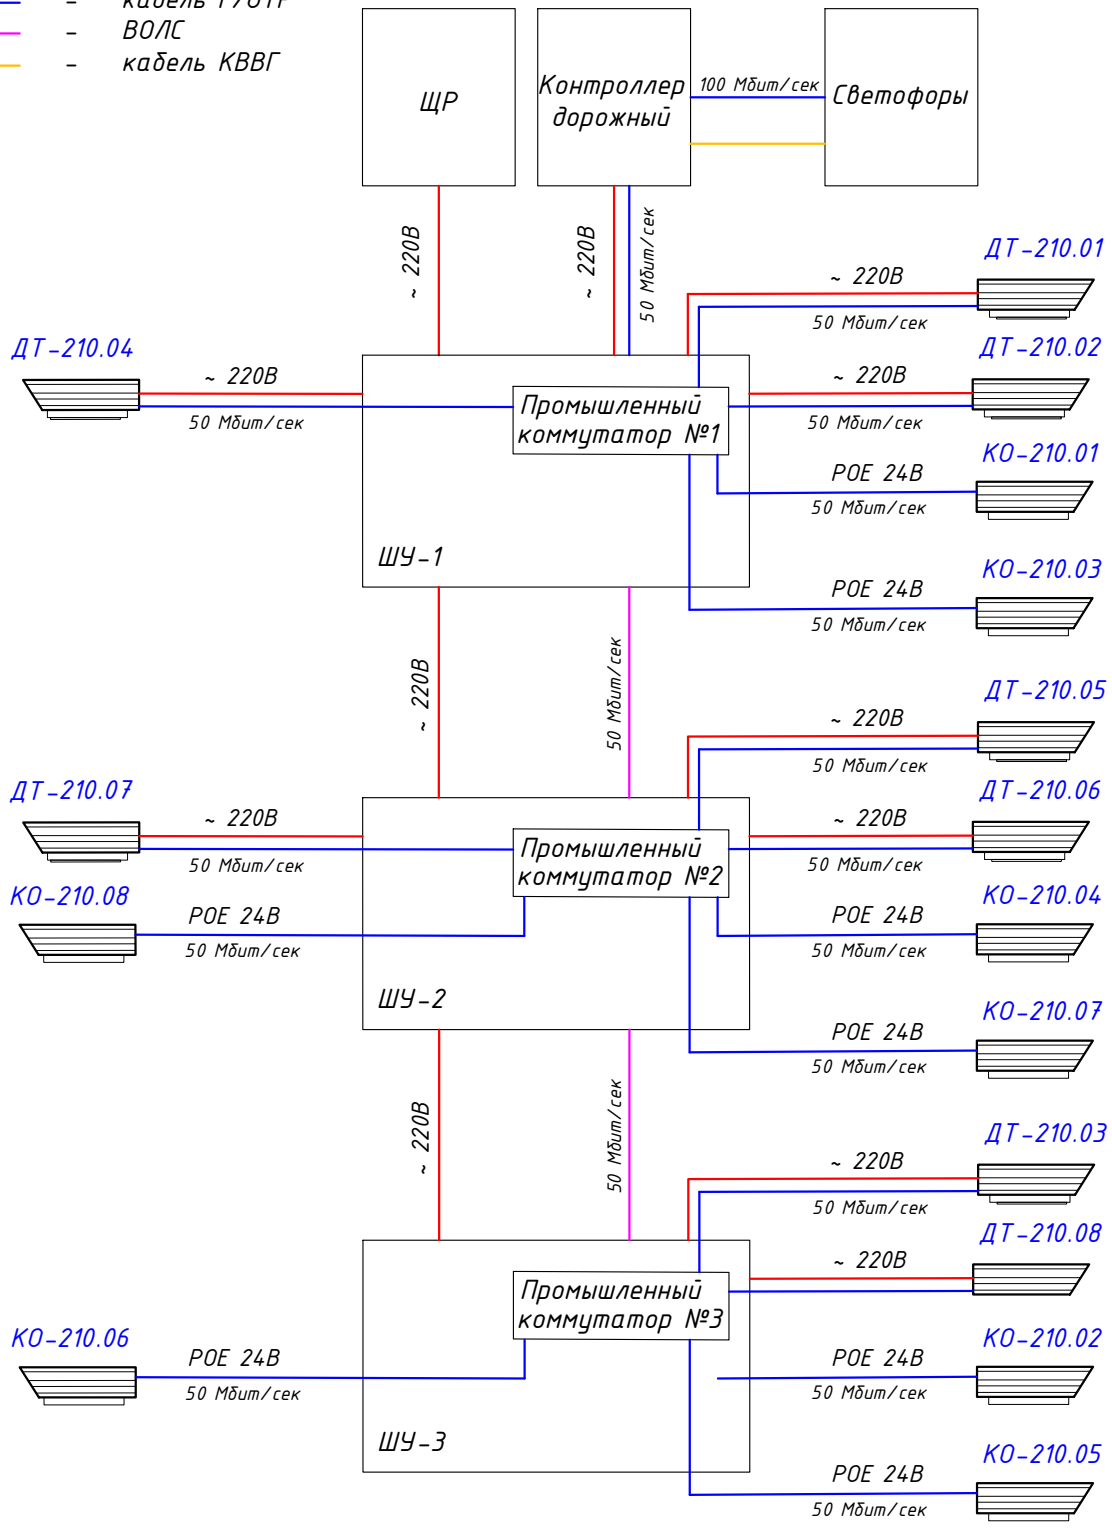 -
- ВОЛС
- кабель КВВГ
ЩР
Контроллер
дорожный
100 Мбит/сек
Светофоры
~ 220В
~ 220В
50 Мбит/сек
ДТ-210.01
~ 220В
50 Мбит/сек
ДТ-210.04
~ 220В
50 Мбит/сек
Промышленный
коммутатор №1
ДТ-210.02
~ 220В
50 Мбит/сек
КО-210.01
POE 24В
50 Мбит/сек
ШУ-1
КО-210.03
POE 24В
50 Мбит/сек
~ 220В
50 Мбит/сек
ДТ-210.05
~ 220В
50 Мбит/сек
ДТ-210.07
~ 220В
50 Мбит/сек
Промышленный
коммутатор №2
ДТ-210.06
~ 220В
50 Мбит/сек
КО-210.08
POE 24В
50 Мбит/сек
КО-210.04
POE 24В
50 Мбит/сек
ШУ-2
КО-210.07
POE 24В
50 Мбит/сек
~ 220В
50 Мбит/сек
ДТ-210.03
~ 220В
50 Мбит/сек
Промышленный
коммутатор №3
ДТ-210.08
~ 220В
КО-210.06
POE 24В
50 Мбит/сек
КО-210.02
POE 24В
50 Мбит/сек
ШУ-3
КО-210.05
POE 24В
50 Мбит/сек